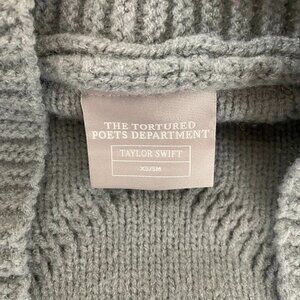 THE TORTURED
POETS DEPARTMENT
TAYLOR SWIFT
XS/SM